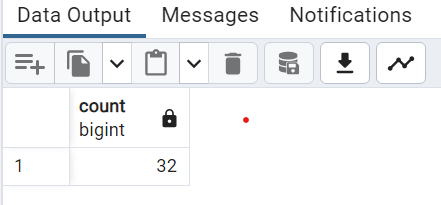 Data Output Messages Notifications
count
bigint
1 32